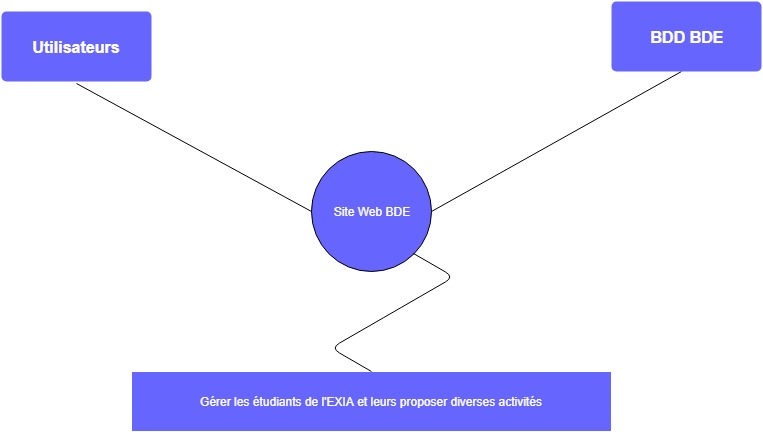 Utilisateurs
BDD BDE
Site Web BDE
Gérer les étudiants de l'EXIA et leurs proposer diverses activités